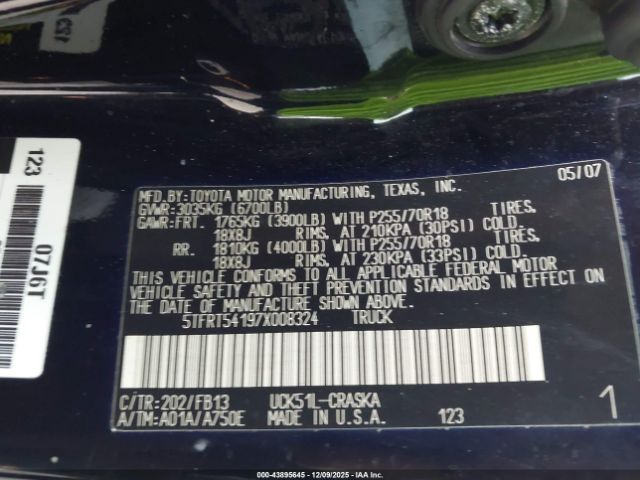 123
123
07J6T
MFD.BY:TOYOTA MOTOR MANUFACTURING, TEXAS, INC. 05/07
GVWR:3035KG (6700LB)
GAWR:FRT. 1765KG (3900LB) WITH P255/70R18 TIRES,
18X8J RIMS, AT 210KPA (30PSI) COLD.
RR. 1810KG (4000LB) WITH P255/70R18 TIRES,
18X8J RIMS, AT 230KPA (33PSI) COLD.
THIS VEHICLE CONFORMS TO ALL APPLICABLE FEDERAL MOTOR
VEHICLE SAFETY AND THEFT PREVENTION STANDARDS IN EFFECT ON
THE DATE OF MANUFACTURE SHOWN ABOVE.
5TFRT54197X008324 TRUCK
C/TR:202/FB13 UCK51L-CRASKA
A/TM:A01A/A750E MADE IN U.S.A. 123 1
000-43895645 - 12/09/2025 - IAAI.CA